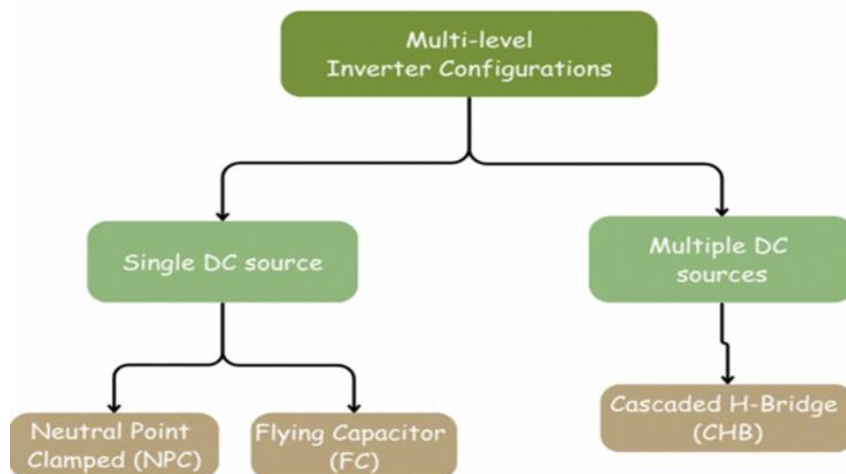 Multi-level
Inverter Configurations
Single DC source
Multiple DC
sources
Neutral Point
Clamped (NPC)
Flying Capacitor
(FC)
Cascaded H-Bridge
(CHB)